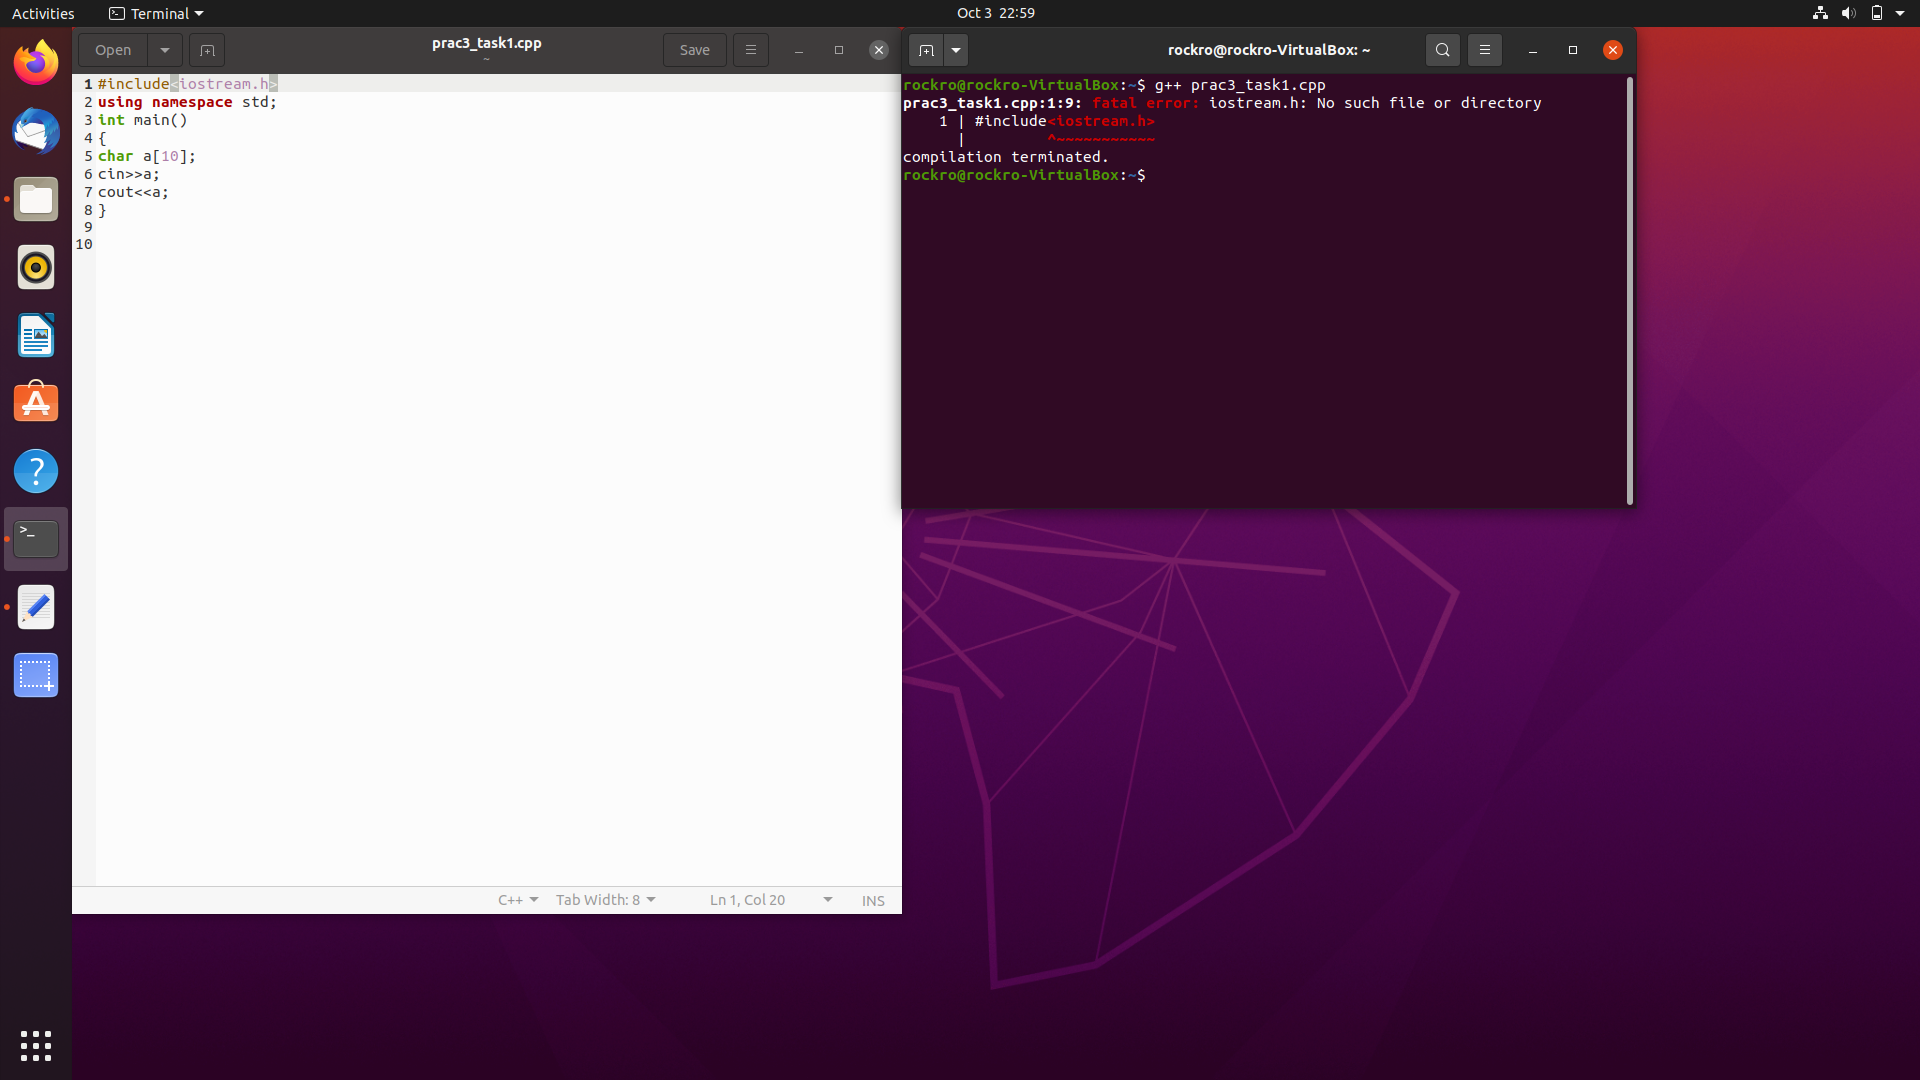 Activities
Terminal
Oct 3 22:59
Open
prac3_task1.cpp
~
Save
1 #include<iostream.h>
2 using namespace std;
3 int main()
4 {
5 char a[10];
6 cin>>a;
7 cout<<a;
8 }
9
10
C++
Tab Width: 8
Ln 1, Col 20
INS
rockro@rockro-VirtualBox: ~
rockro@rockro-VirtualBox:~$ g++ prac3_task1.cpp
prac3_task1.cpp:1:9: fatal error: iostream.h: No such file or directory
1 | #include<iostream.h>
| ^~~~~~~~~~~~
compilation terminated.
rockro@rockro-VirtualBox:~$